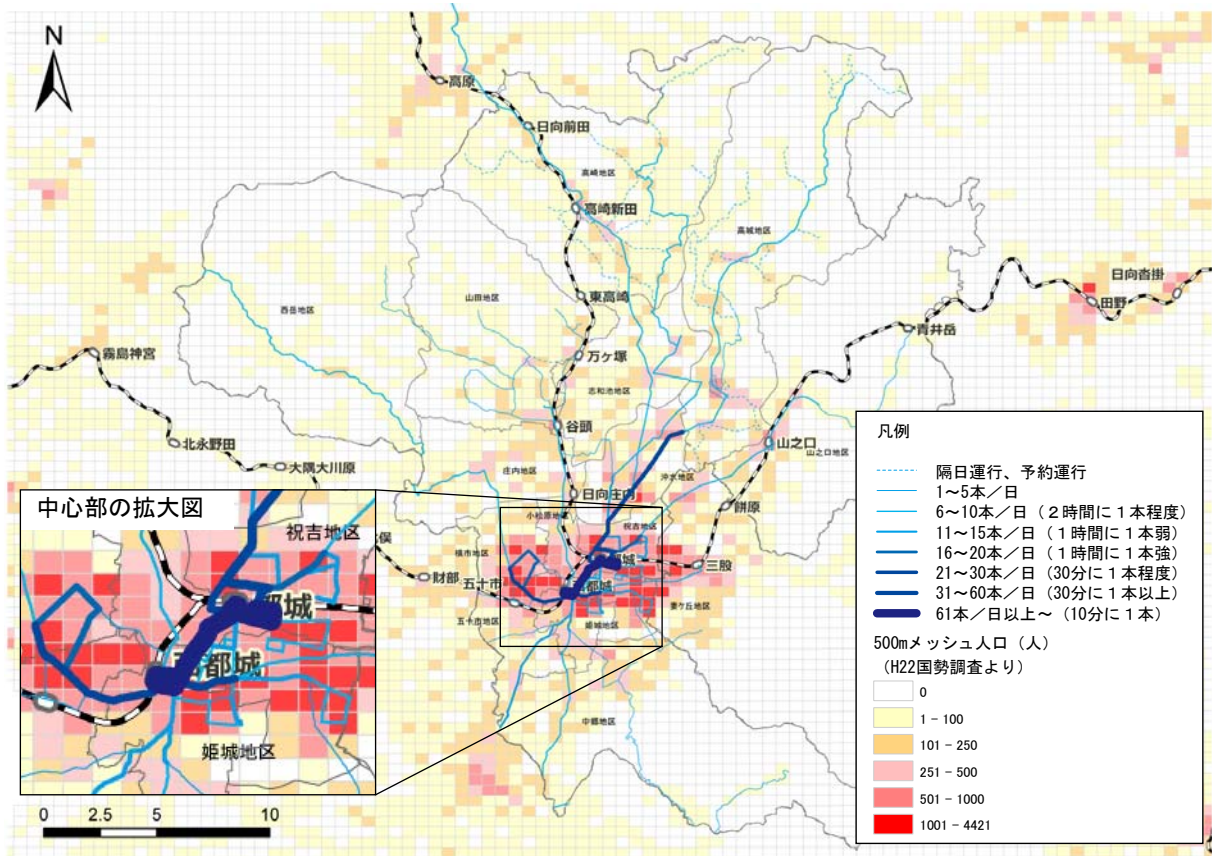 N
高原
日向前田
高崎地区
高崎新田
高城地区
日向沓掛
田野
東高崎
山田地区
西岳地区
青井岳
霧島神宮
万ヶ塚
志和池地区
谷頭
北永野田
山之口
山之口地区
大隅大川原
庄内地区
沖水地区
日向庄内
餅原
小松原地区
祝吉地区
横市地区
俣
都城
三股
財部
五十市
西都城
妻ケ丘地区
五十市地区
姫城地区
中郷地区
中心部の拡大図
祝吉地区
都城
西都城
姫城地区
0 2.5 5 10
凡例
隔日運行、予約運行
1~5本/日
6~10本/日(2時間に1本程度)
11~15本/日(1時間に1本弱)
16~20本/日(1時間に1本強)
21~30本/日(30分に1本程度)
31~60本/日(30分に1本以上)
61本/日以上~(10分に1本)
500mメッシュ人口(人)
(H22国勢調査より)
0
1 - 100
101 - 250
251 - 500
501 - 1000
1001 - 4421